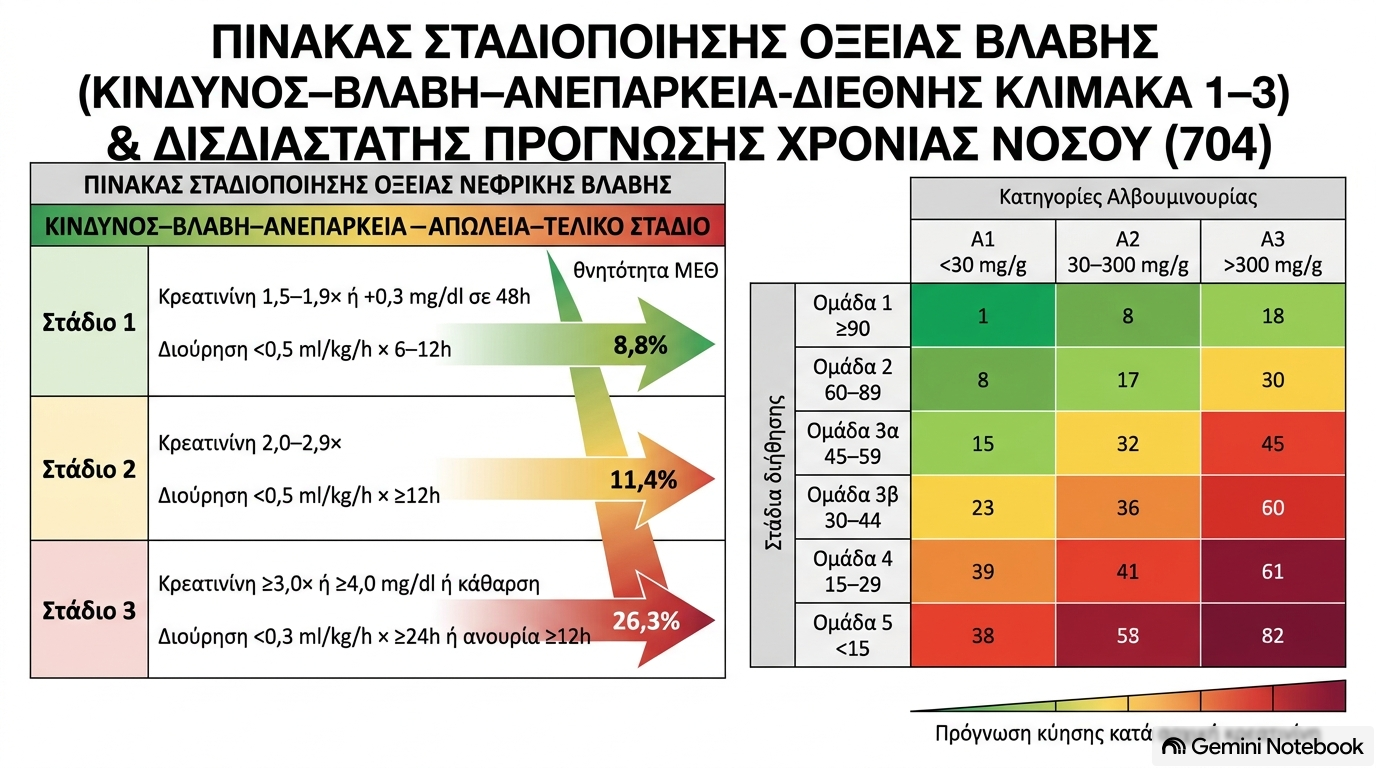 ΠΙΝΑΚΑΣ ΣΤΑΔΙΟΠΟΙΗΣΗΣ ΟΞΕΙΑΣ ΒΛΑΒΗΣ
(ΚΙΝΔΥΝΟΣ–ΒΛΑΒΗ–ΑΝΕΠΑΡΚΕΙΑ-ΔΙΕΘΝΗΣ ΚΛΙΜΑΚΑ 1–3)
& ΔΙΣΔΙΑΣΤΑΤΗΣ ΠΡΟΓΝΩΣΗΣ ΧΡΟΝΙΑΣ ΝΟΣΟΥ (704)
ΠΙΝΑΚΑΣ ΣΤΑΔΙΟΠΟΙΗΣΗΣ ΟΞΕΙΑΣ ΝΕΦΡΙΚΗΣ ΒΛΑΒΗΣ
ΚΙΝΔΥΝΟΣ–ΒΛΑΒΗ–ΑΝΕΠΑΡΚΕΙΑ – ΑΠΩΛΕΙΑ–ΤΕΛΙΚΟ ΣΤΑΔΙΟ
θνητότητα ΜΕΘ
Στάδιο 1
Κρεατινίνη 1,5–1,9× ή +0,3 mg/dl σε 48h
Διούρηση <0,5 ml/kg/h × 6–12h
8,8%
Στάδιο 2
Κρεατινίνη 2,0–2,9×
Διούρηση <0,5 ml/kg/h × ≥12h
11,4%
Στάδιο 3
Κρεατινίνη ≥3,0× ή ≥4,0 mg/dl ή κάθαρση
Διούρηση <0,3 ml/kg/h × ≥24h ή ανουρία ≥12h
26,3%
Κατηγορίες Αλβουμινουρίας
A1
<30 mg/g
A2
30–300 mg/g
A3
>300 mg/g
Στάδια διήθησης
Ομάδα 1
≥90
1
8
18
Ομάδα 2
60–89
8
17
30
Ομάδα 3α
45–59
15
32
45
Ομάδα 3β
30–44
23
36
60
Ομάδα 4
15–29
39
41
61
Ομάδα 5
<15
38
58
82
Πρόγνωση κύησης κατά
Gemini Notebook